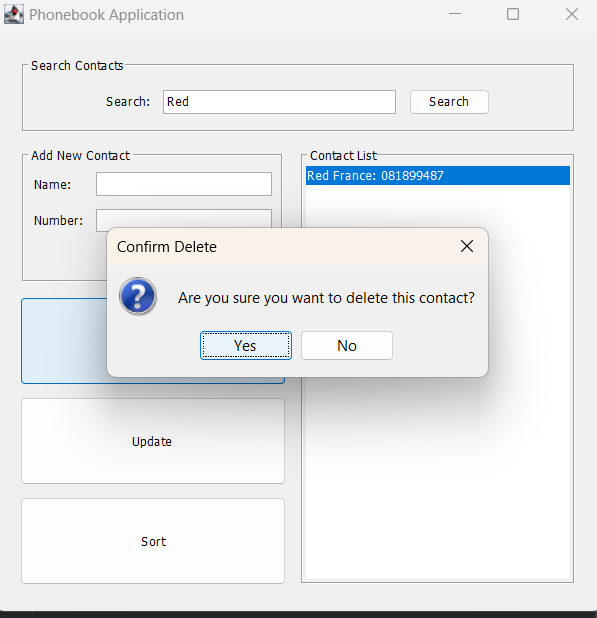 Phonebook Application
Search Contacts
Search: Red Search
Add New Contact
Name:
Number:
Contact List
Red France: 081899487
Confirm Delete
Are you sure you want to delete this contact?
Yes No
Update
Sort